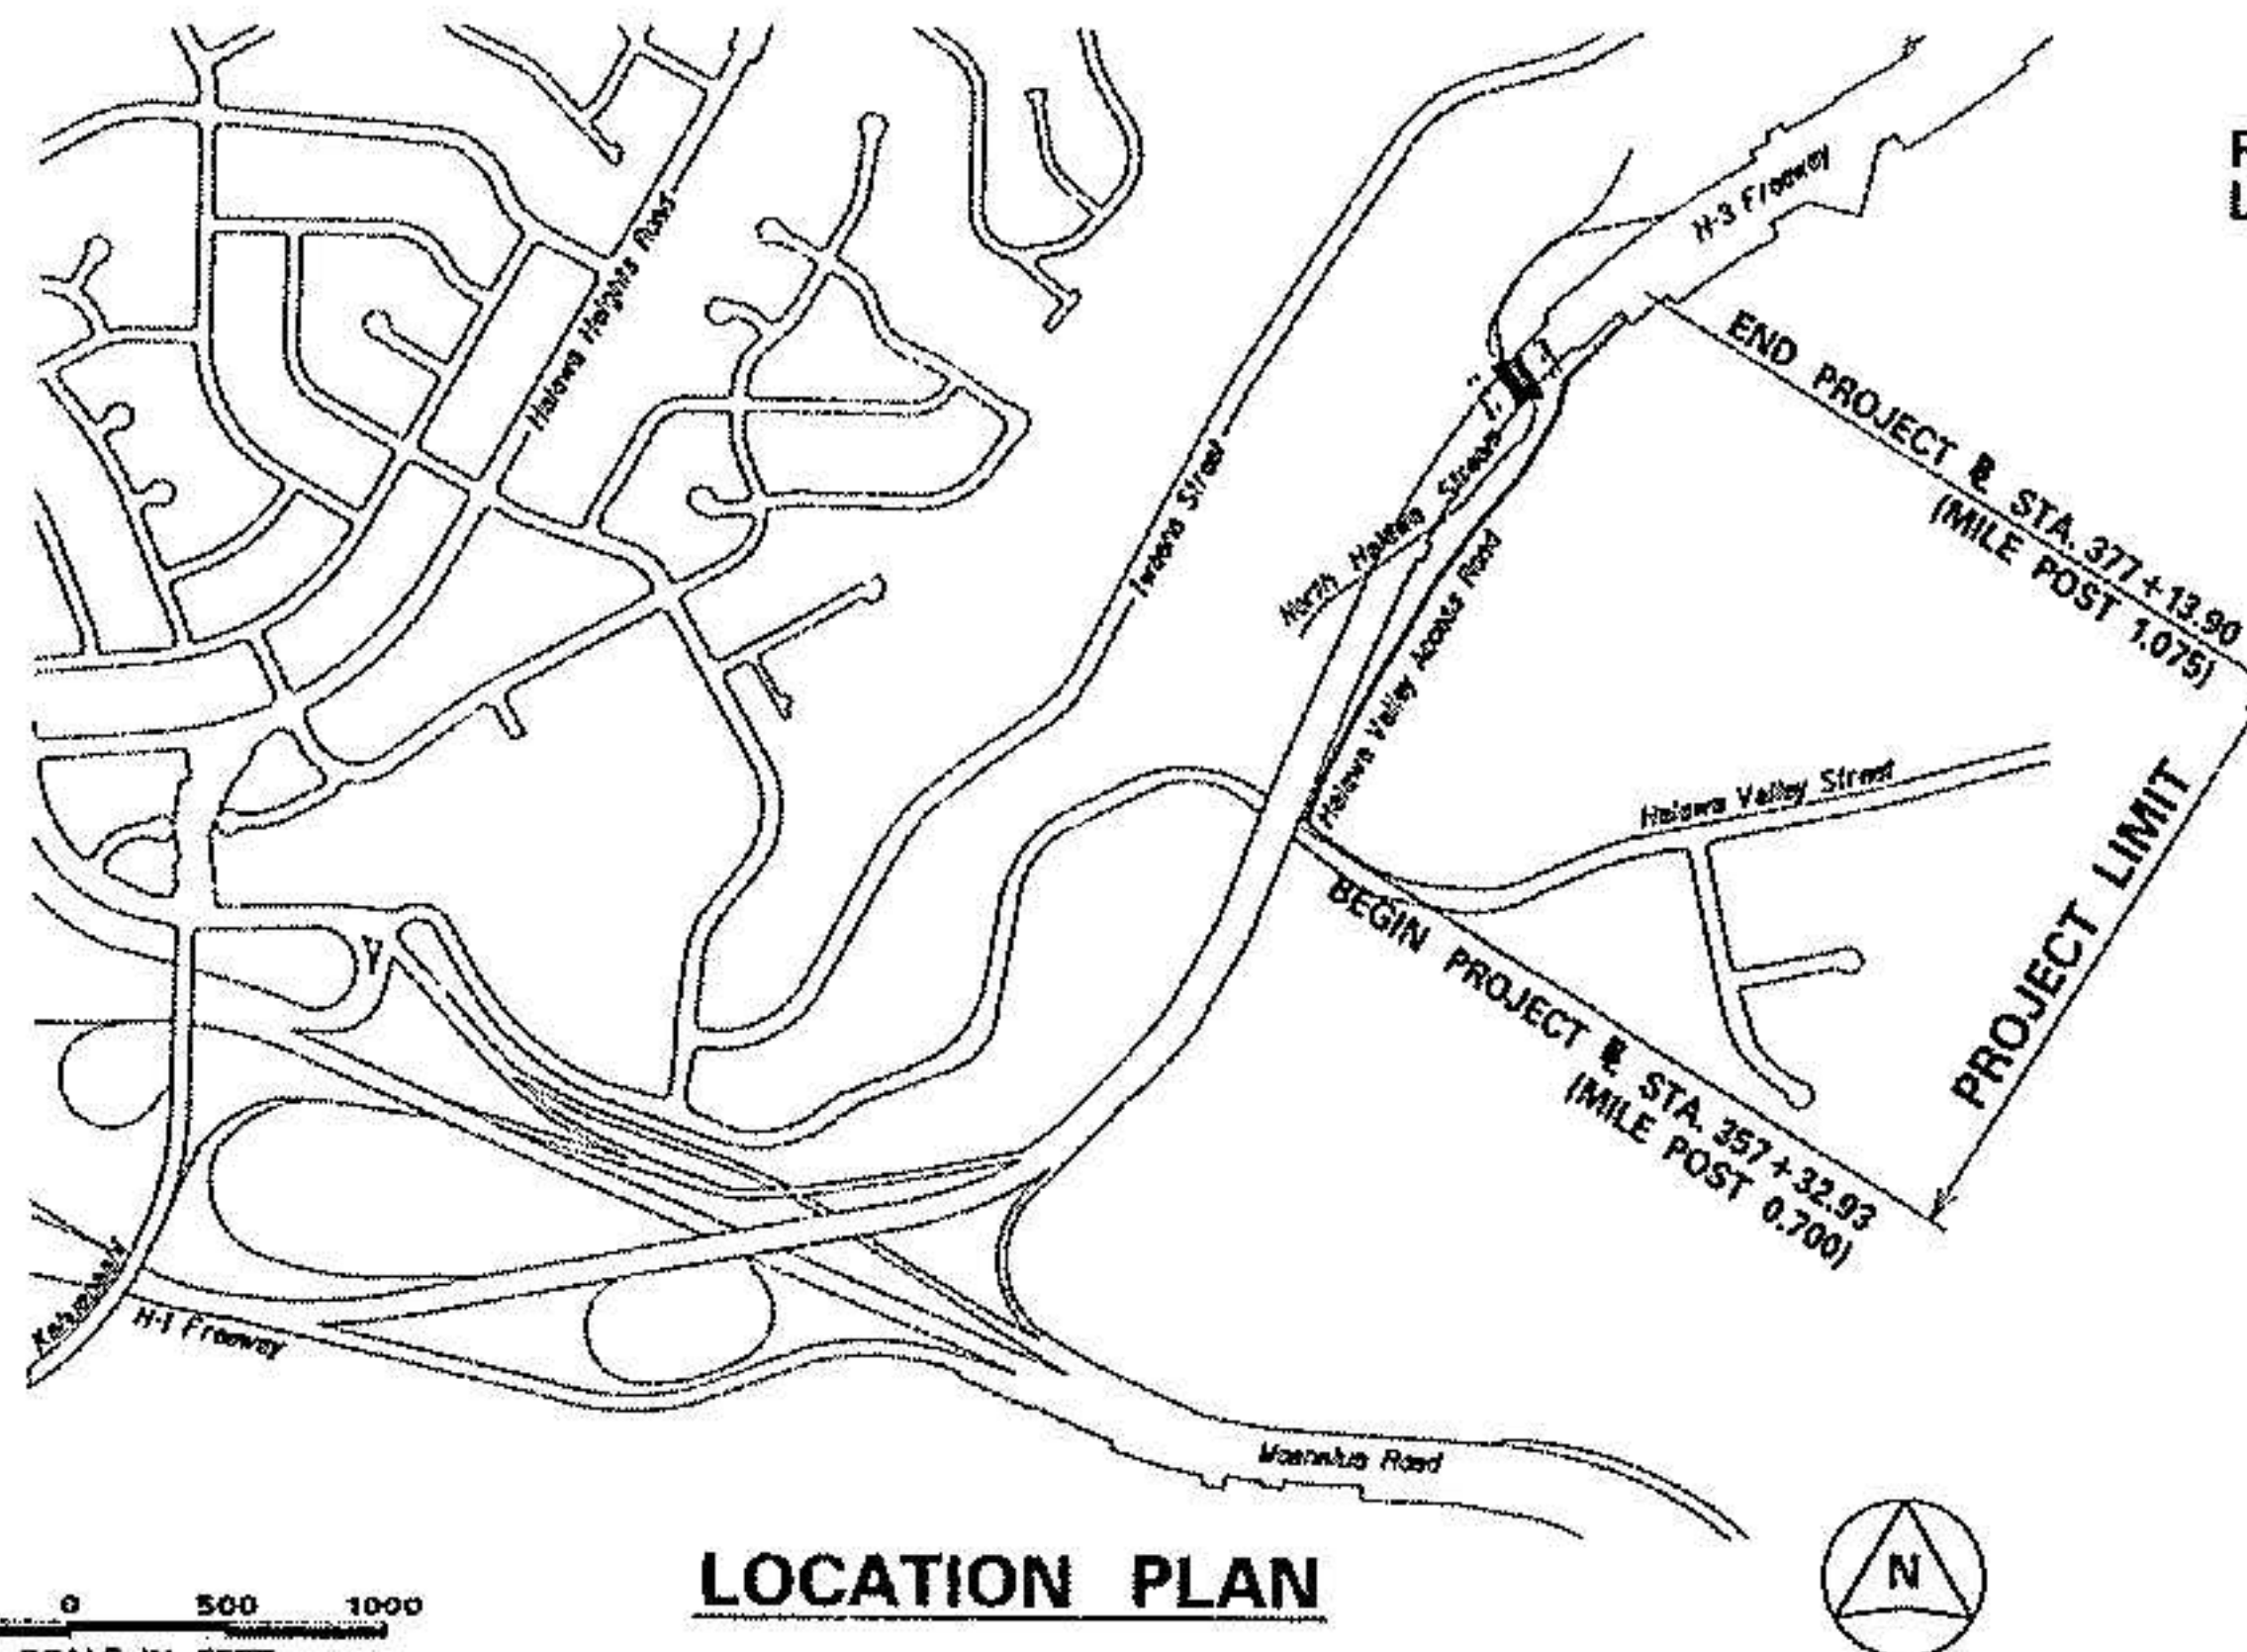 Halawa Heights Road
H-3 Freeway
END PROJECT ℄ STA. 377+13.90
(MILE POST 1.075)
Iwaena Street
North Halawa Stream
Halawa Valley Access Road
Halawa Valley Street
PROJECT LIMIT
BEGIN PROJECT ℄ STA. 357+32.93
(MILE POST 0.700)
H-1 Freeway
Moanalua Road
LOCATION PLAN
N
0 500 1000